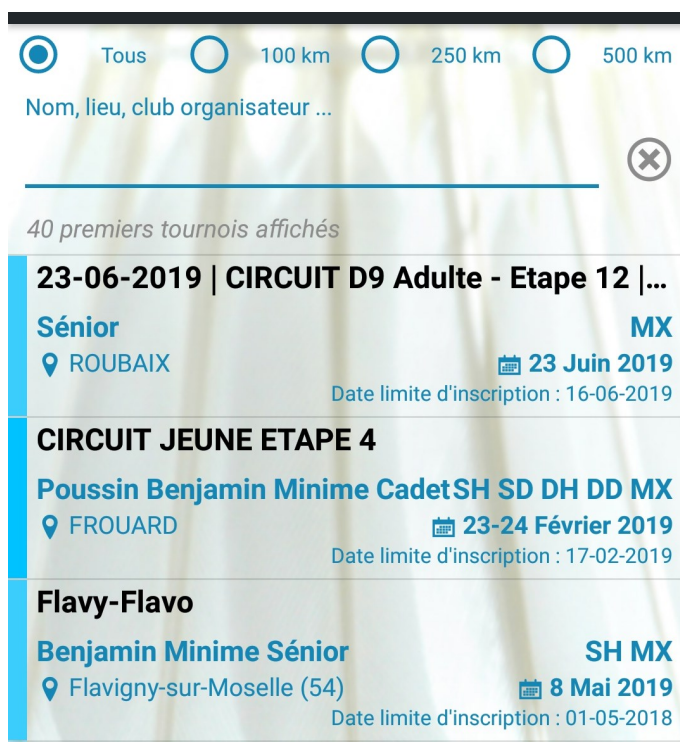 Tous 100 km 250 km 500 km
Nom, lieu, club organisateur ...
40 premiers tournois affichés
23-06-2019 | CIRCUIT D9 Adulte - Etape 12 |...
Sénior MX
ROUBAIX 23 Juin 2019
Date limite d'inscription : 16-06-2019
CIRCUIT JEUNE ETAPE 4
Poussin Benjamin Minime Cadet SH SD DH DD MX
FROUARD 23-24 Février 2019
Date limite d'inscription : 17-02-2019
Flavy-Flavo
Benjamin Minime Sénior SH MX
Flavigny-sur-Moselle (54) 8 Mai 2019
Date limite d'inscription : 01-05-2018